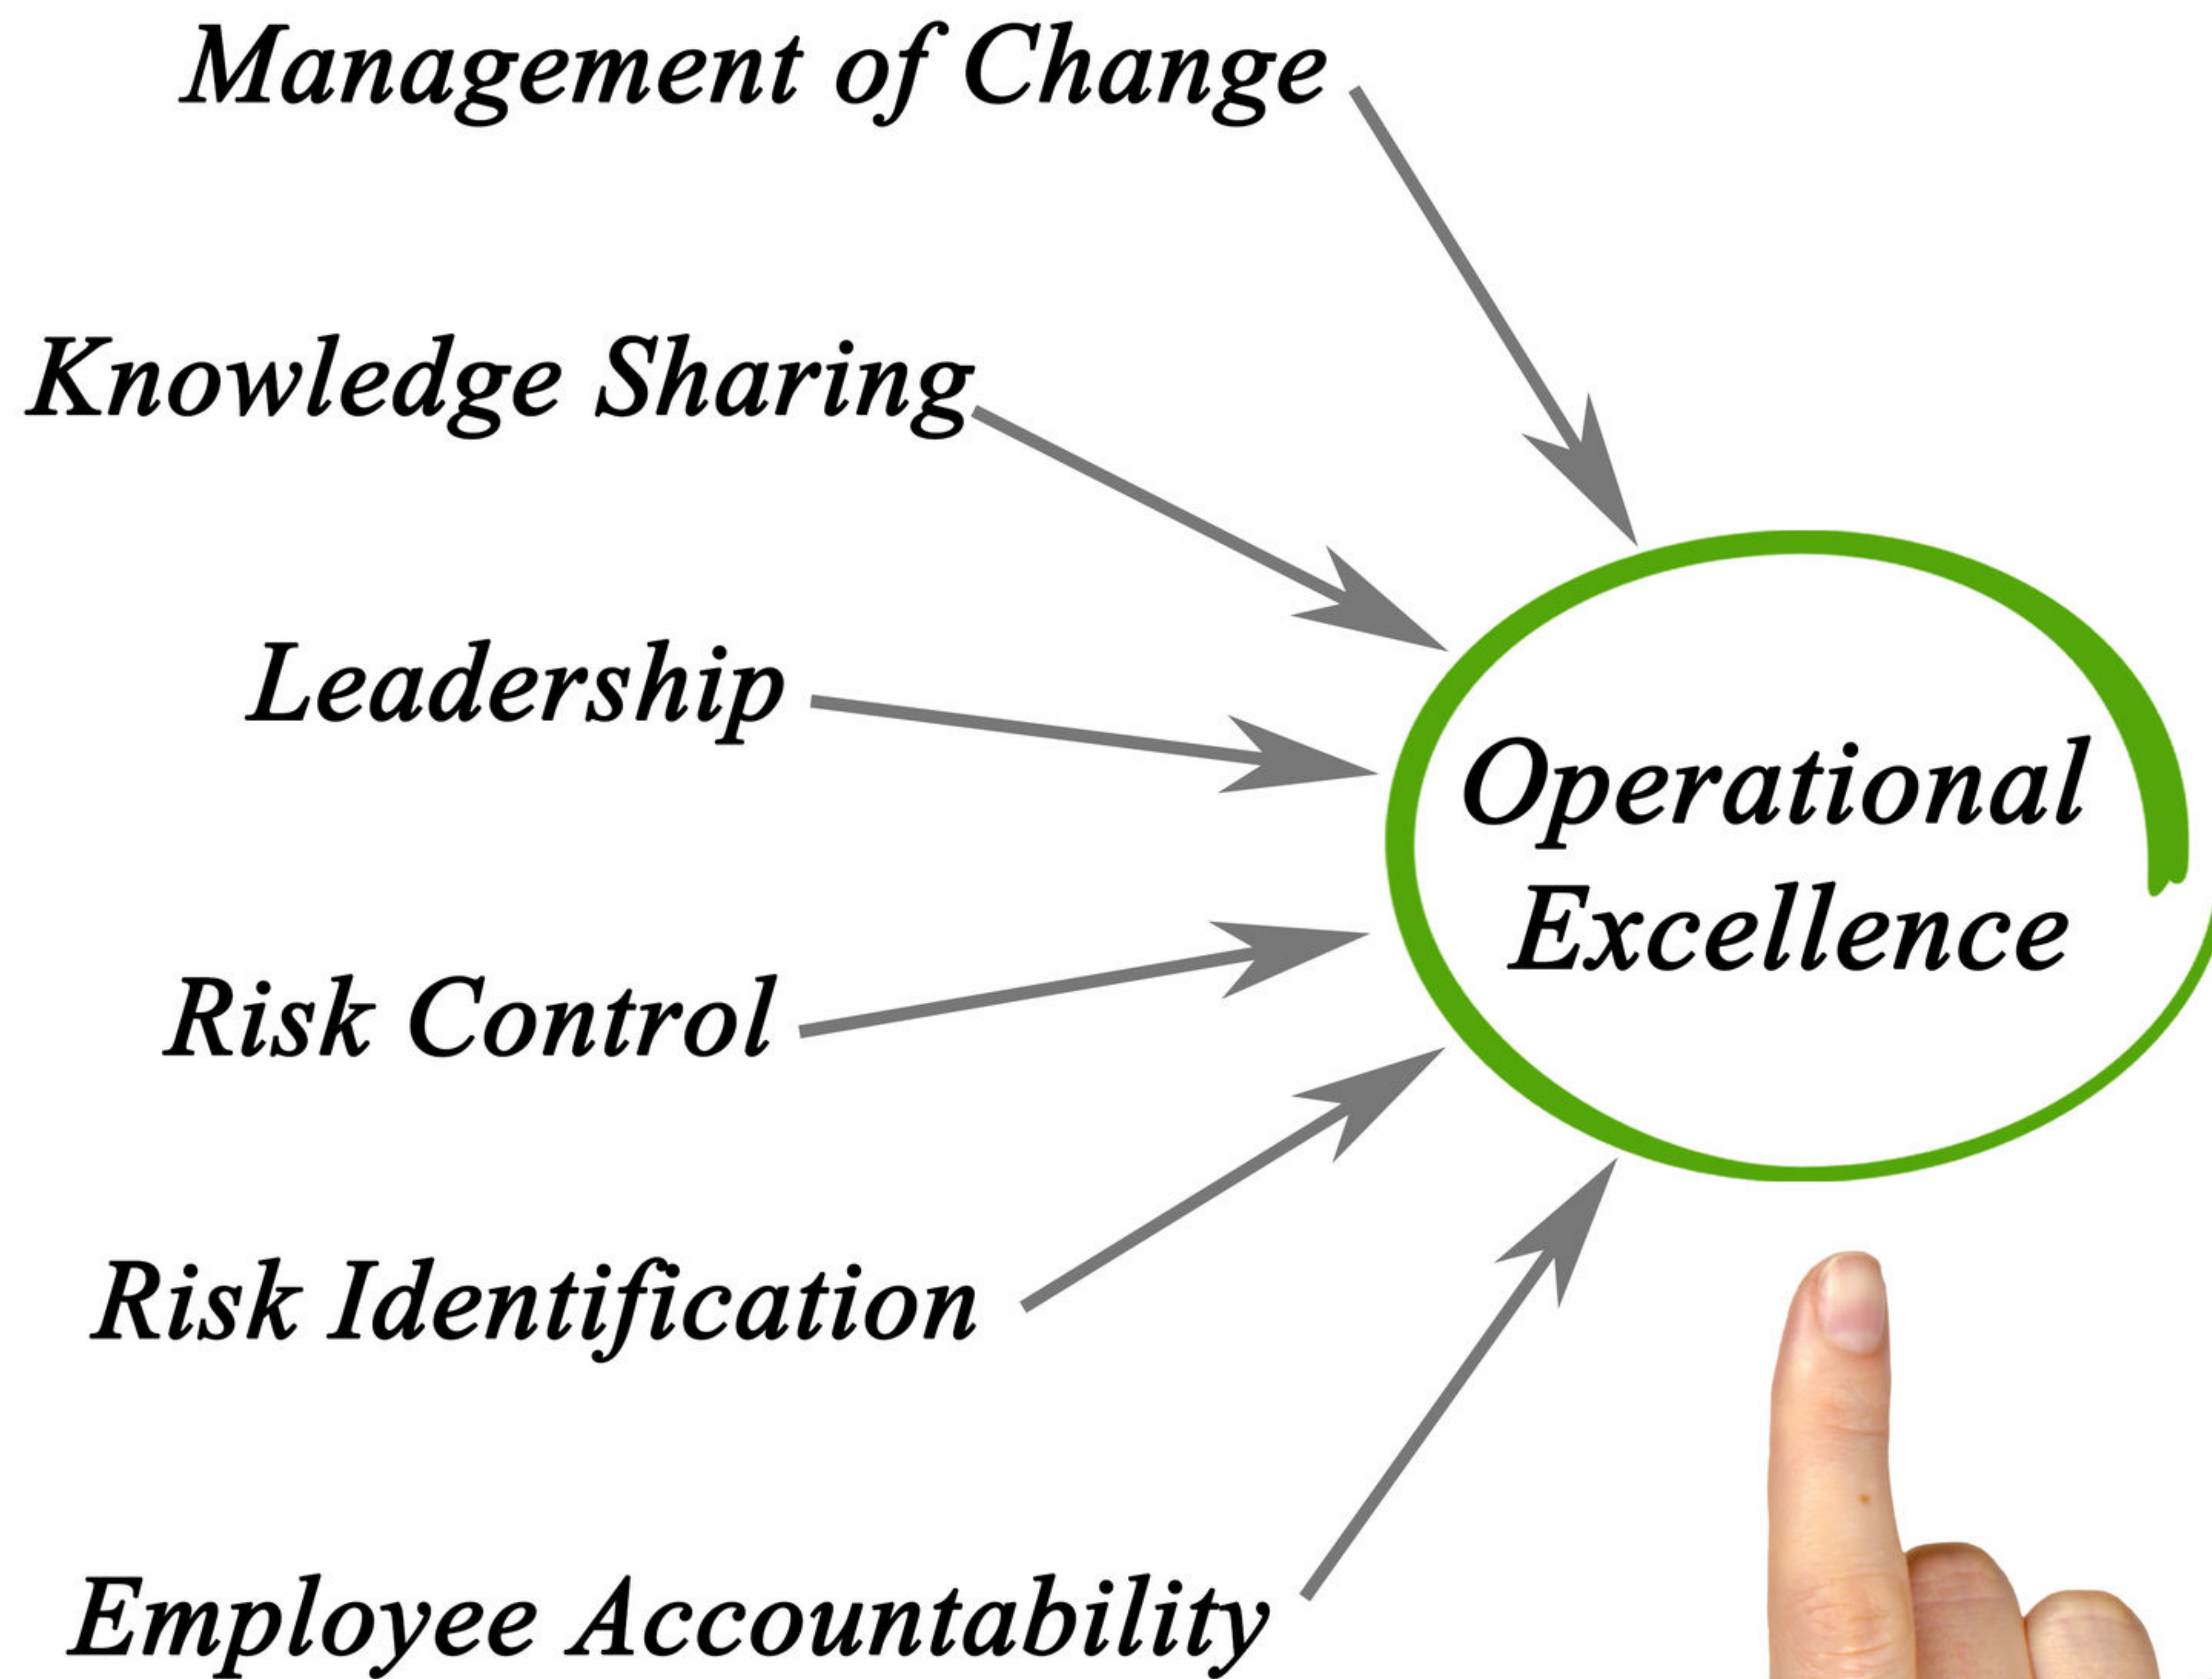 Management of Change
Knowledge Sharing
Leadership
Operational
Excellence
Risk Control
Risk Identification
Employee Accountability